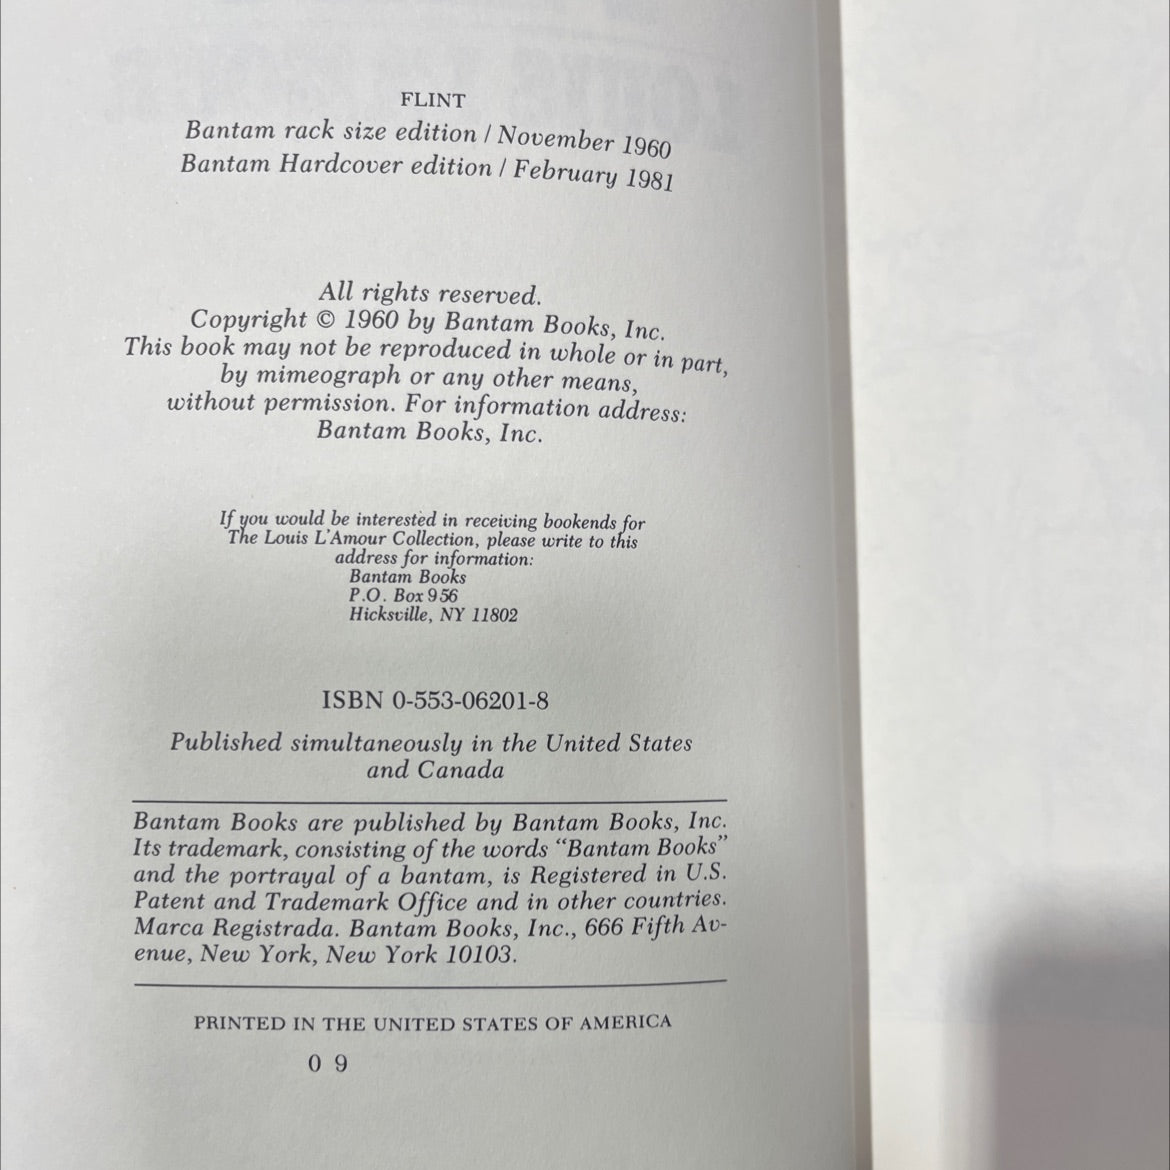 FLINT
Bantam rack size edition / November 1960
Bantam Hardcover edition / February 1981
All rights reserved.
Copyright © 1960 by Bantam Books, Inc.
This book may not be reproduced in whole or in part,
by mimeograph or any other means,
without permission. For information address:
Bantam Books, Inc.
If you would be interested in receiving bookends for
The Louis L'Amour Collection, please write to this
address for information:
Bantam Books
P.O. Box 956
Hicksville, NY 11802
ISBN 0-553-06201-8
Published simultaneously in the United States
and Canada
Bantam Books are published by Bantam Books, Inc.
Its trademark, consisting of the words “Bantam Books”
and the portrayal of a bantam, is Registered in U.S.
Patent and Trademark Office and in other countries.
Marca Registrada. Bantam Books, Inc., 666 Fifth Av-
enue, New York, New York 10103.
PRINTED IN THE UNITED STATES OF AMERICA
0 9